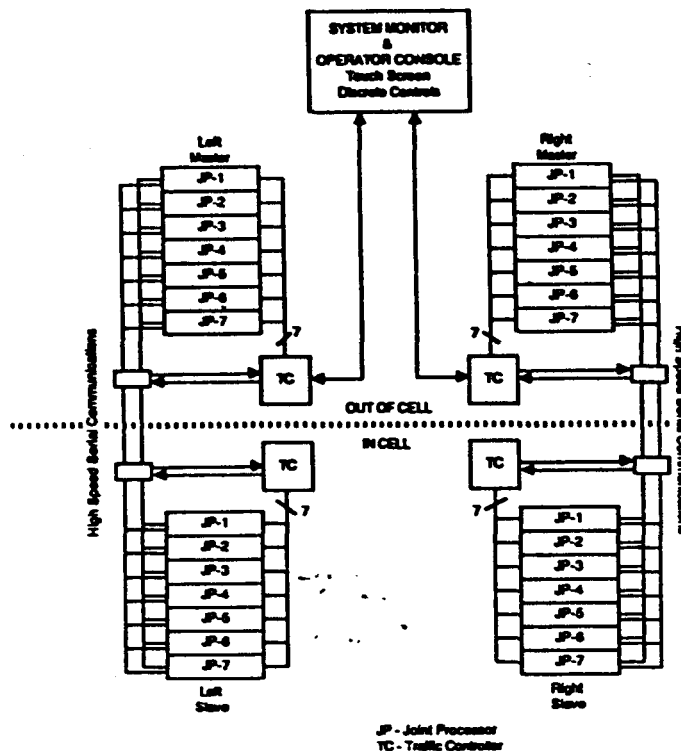 SYSTEM MONITOR
&
OPERATOR CONSOLE
Touch Screen
Discrete Controls
Left
Master
JP-1
JP-2
JP-3
JP-4
JP-5
JP-6
JP-7
7
TC
Right
Master
JP-1
JP-2
JP-3
JP-4
JP-5
JP-6
JP-7
7
TC
High Speed Serial Communications
High Speed Serial Communications
OUT OF CELL
IN CELL
TC
7
JP-1
JP-2
JP-3
JP-4
JP-5
JP-6
JP-7
Left
Slave
TC
7
JP-1
JP-2
JP-3
JP-4
JP-5
JP-6
JP-7
Right
Slave
JP - Joint Processor
TC - Traffic Controller